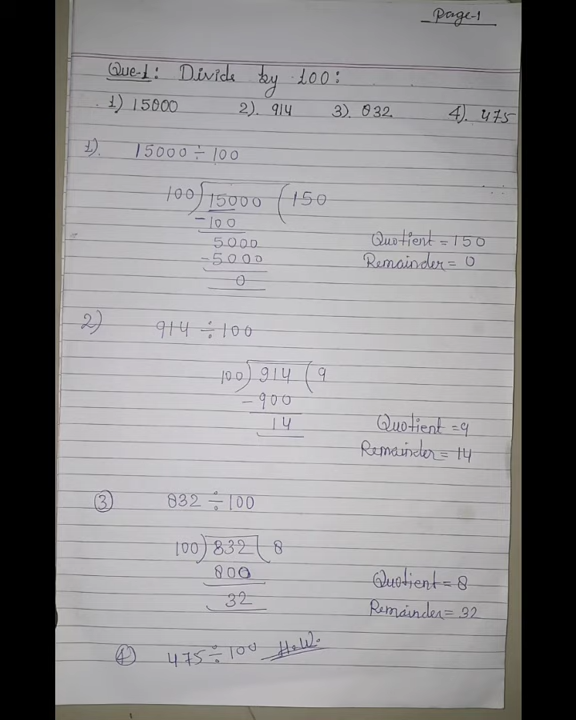 Page-1
Que-1: Divide by 100:
1) 15000 2). 914 3). 832 4). 475
1). 15000 ÷ 100
100)15000(150
-100
5000 Quotient = 150
-5000 Remainder = 0
0
2) 914 ÷ 100
100)914(9
-900
14 Quotient = 9
Remainder = 14
3 832 ÷ 100
100)832(8
800 Quotient = 8
32 Remainder = 32
4 475 ÷ 100 H.W.